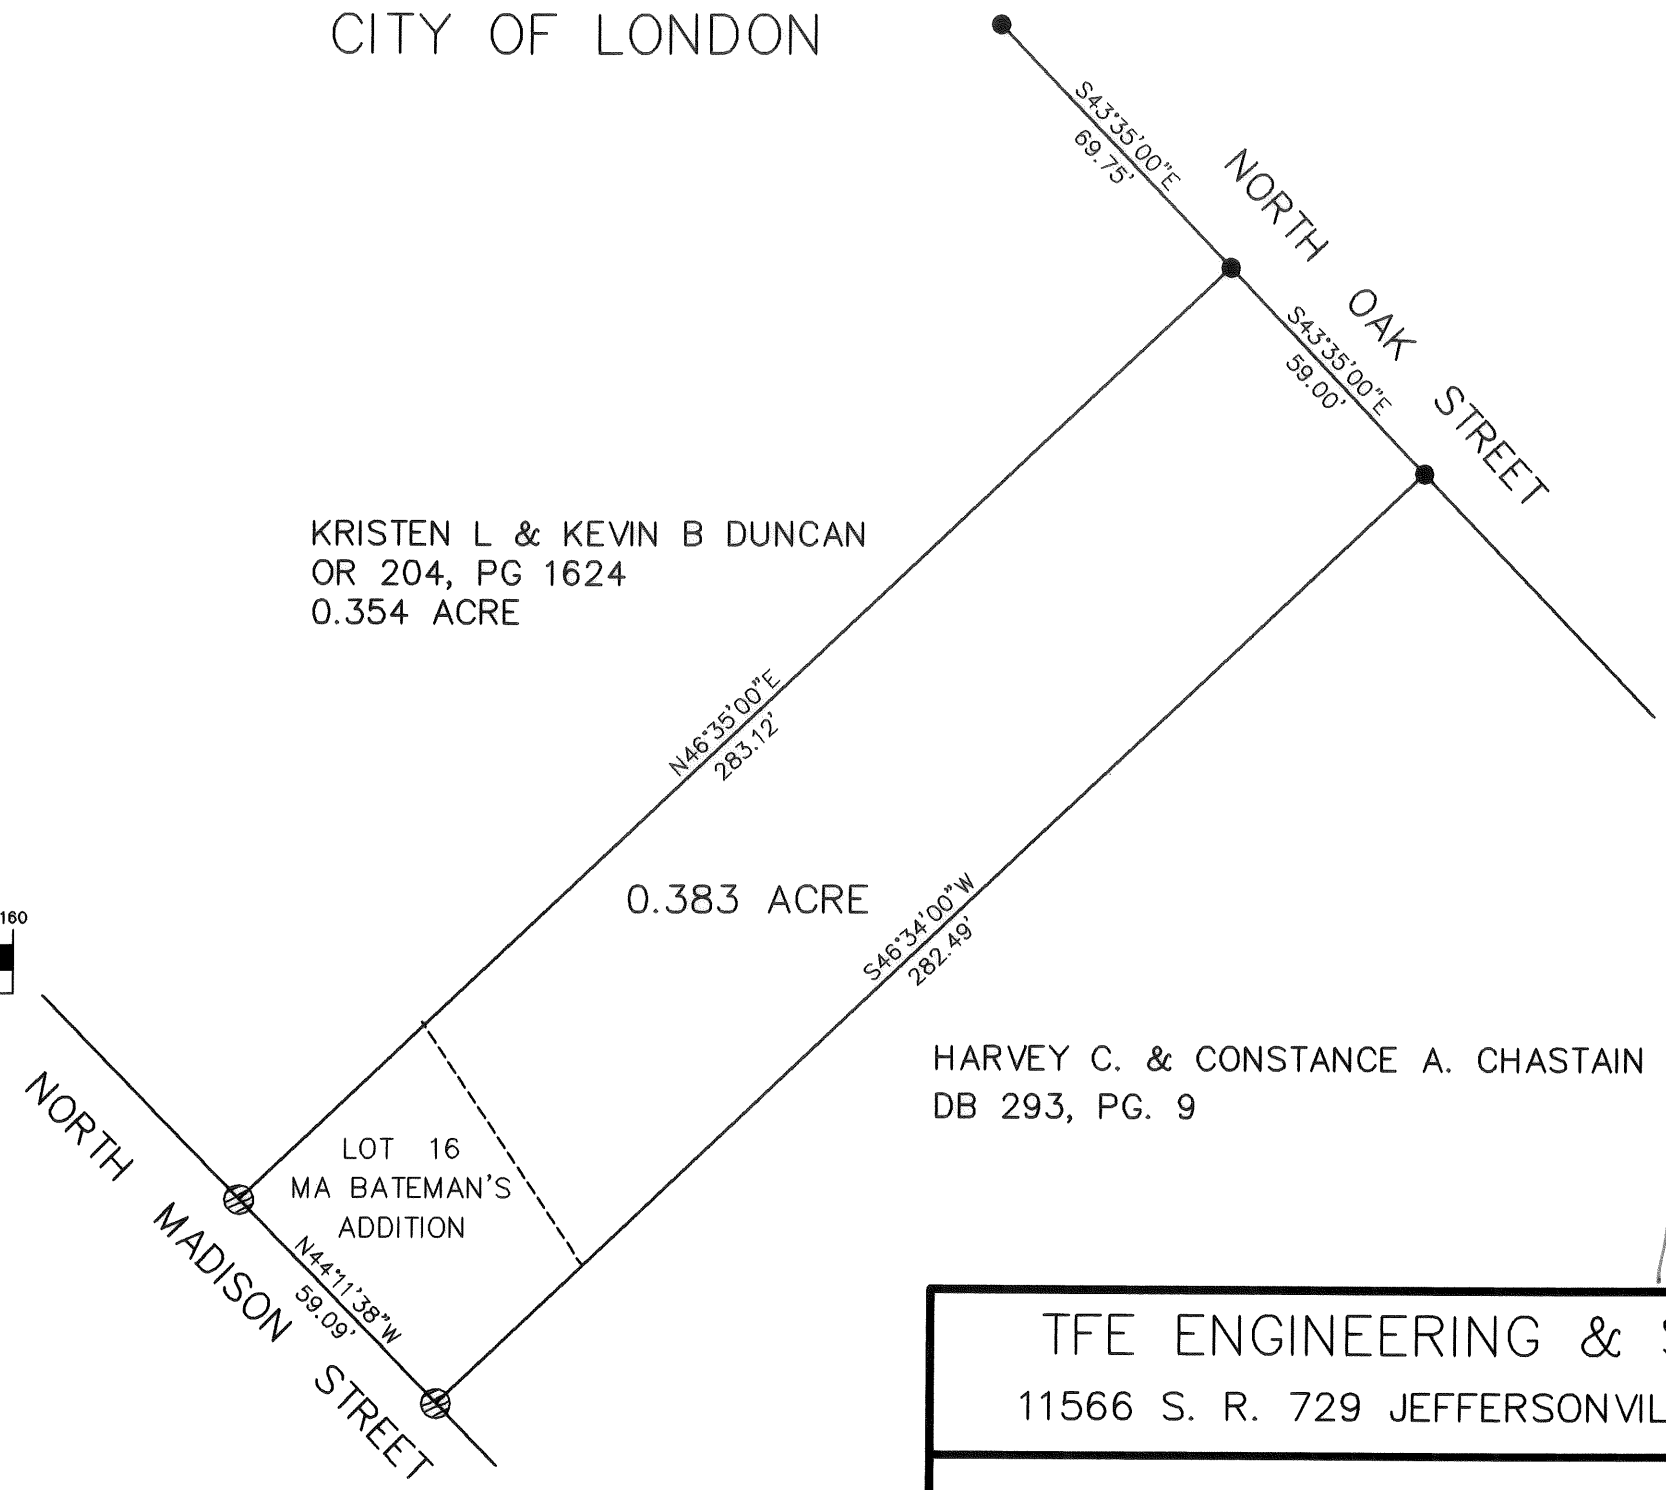 CITY OF LONDON
S43°35'00"E
69.75'
NORTH OAK STREET
S43°35'00"E
59.00'
KRISTEN L & KEVIN B DUNCAN
OR 204, PG 1624
0.354 ACRE
N46°35'00"E
283.12'
0.383 ACRE
S46°34'00"W
282.49'
160
HARVEY C. & CONSTANCE A. CHASTAIN
DB 293, PG. 9
NORTH MADISON STREET
LOT 16
MA BATEMAN'S
ADDITION
N44°11'38"W
59.09'
TFE ENGINEERING &
11566 S. R. 729 JEFFERSONVIL